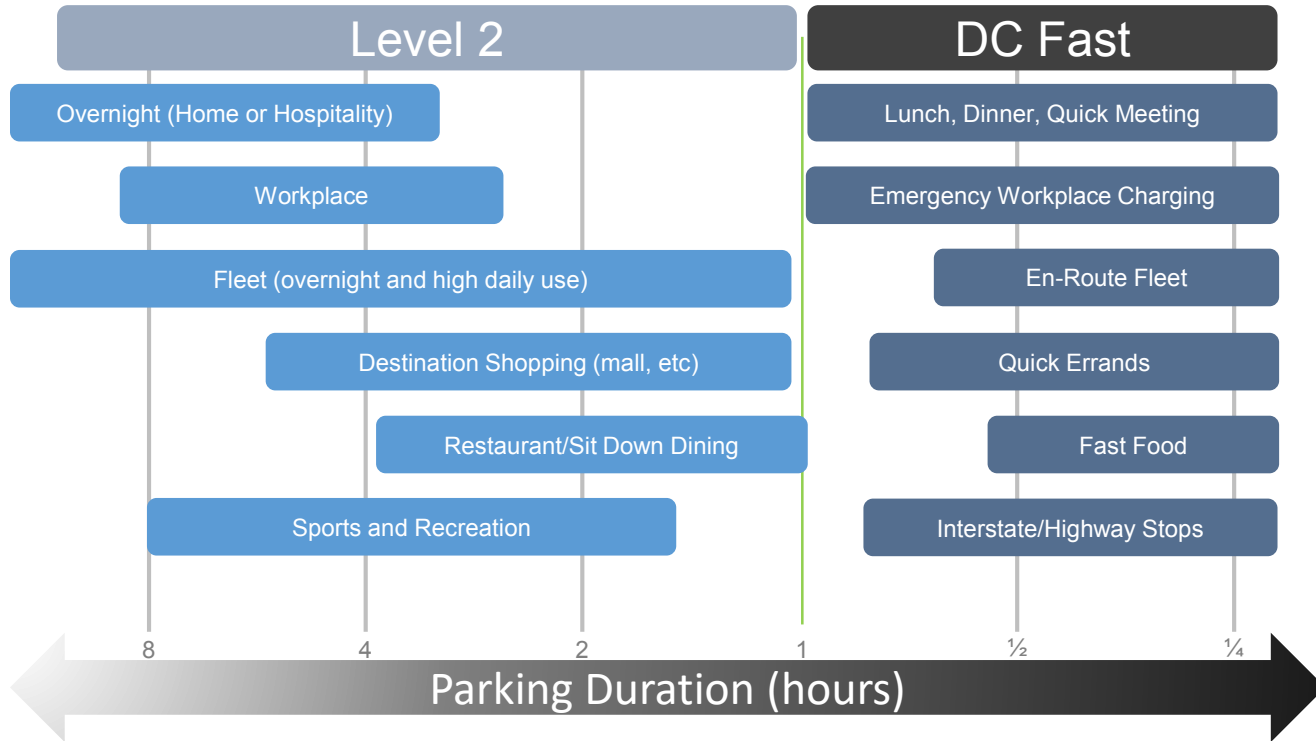 Level 2
DC Fast
Overnight (Home or Hospitality)
Lunch, Dinner, Quick Meeting
Workplace
Emergency Workplace Charging
Fleet (overnight and high daily use)
En-Route Fleet
Destination Shopping (mall, etc)
Quick Errands
Restaurant/Sit Down Dining
Fast Food
Sports and Recreation
Interstate/Highway Stops
8
4
2
1
½
¼
Parking Duration (hours)